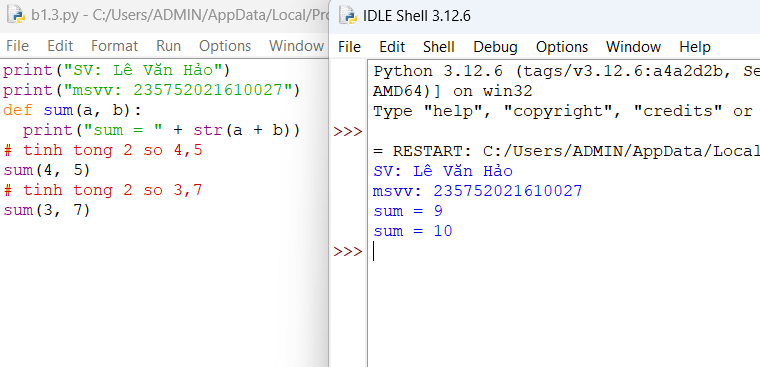 b1.3.py - C:/Users/ADMIN/AppData/Local/Pro
File Edit Format Run Options Window
print("SV: Lê Văn Hảo")
print("msvv: 235752021610027")
def sum(a, b):
  print("sum = " + str(a + b))
# tinh tong 2 so 4,5
sum(4, 5)
# tinh tong 2 so 3,7
sum(3, 7)
IDLE Shell 3.12.6
File Edit Shell Debug Options Window Help
Python 3.12.6 (tags/v3.12.6:a4a2d2b, Se
AMD64)] on win32
Type "help", "copyright", "credits" or
>>>
= RESTART: C:/Users/ADMIN/AppData/Local
SV: Lê Văn Hảo
msvv: 235752021610027
sum = 9
sum = 10
>>>